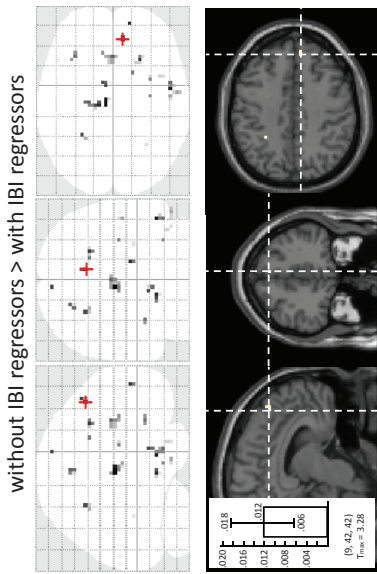 without IBI regressors > with IBI regressors
.020
.016
.012
.008
.004
.018
.012
.006
(9, 42, 42)
Tmax = 3.28